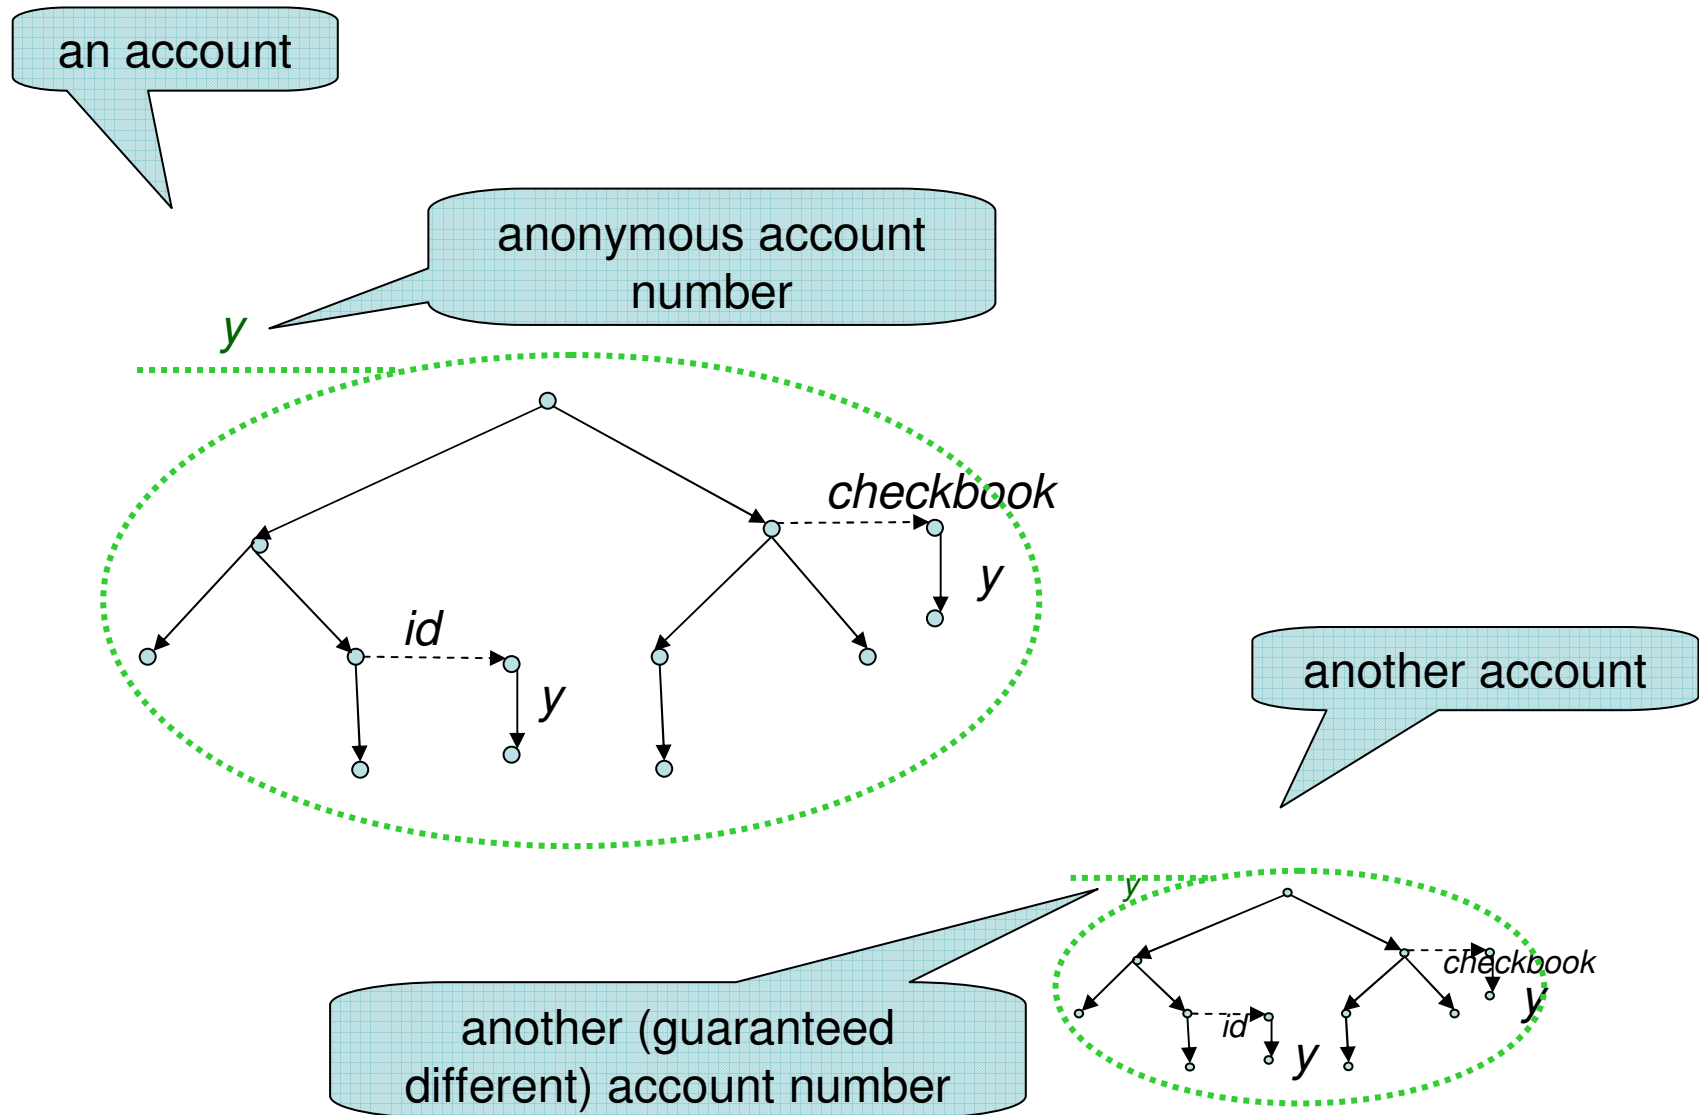 an account
anonymous account
number
y
checkbook
y
id
y
another account
y
checkbook
y
id
y
another (guaranteed
different) account number